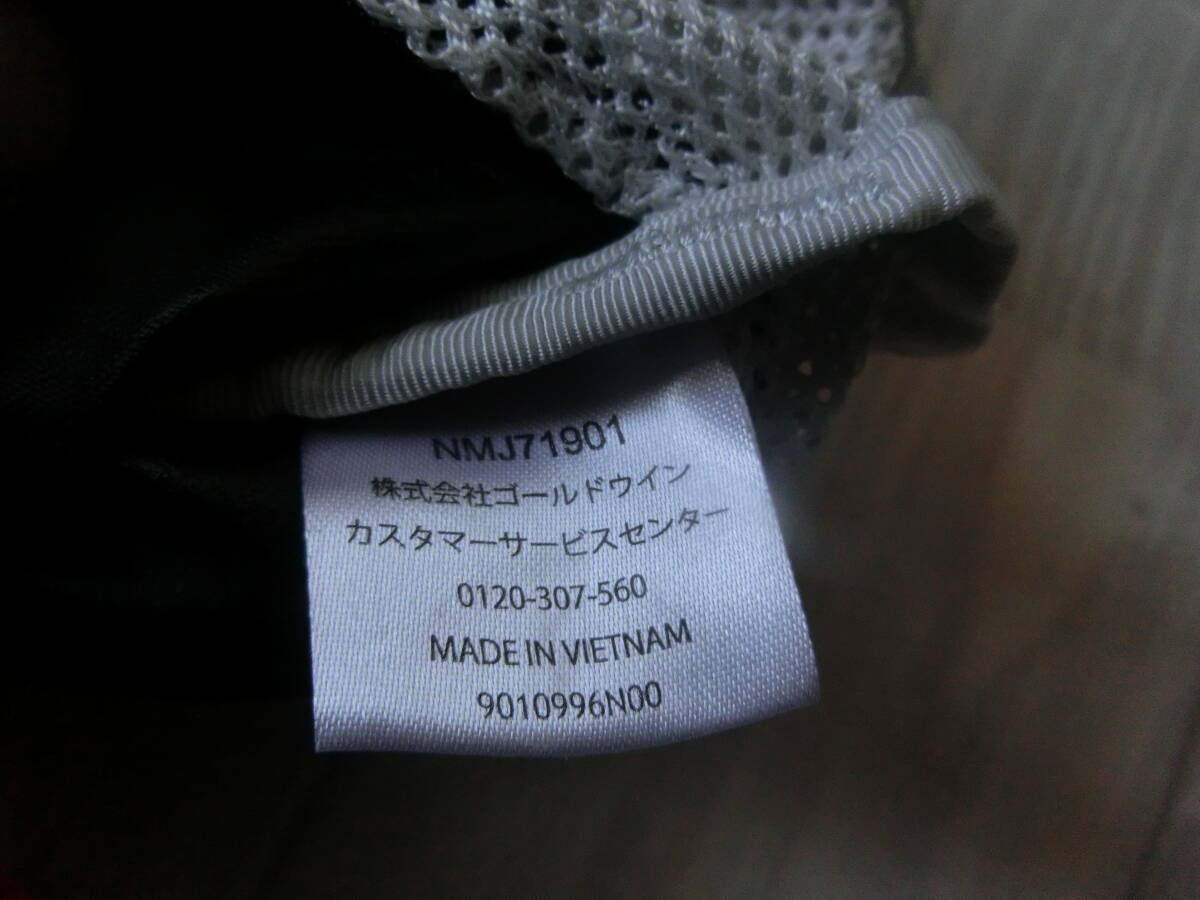 NMJ71901
株式会社ゴールドウイン
カスタマーサービスセンター
0120-307-560
MADE IN VIETNAM
9010996N00